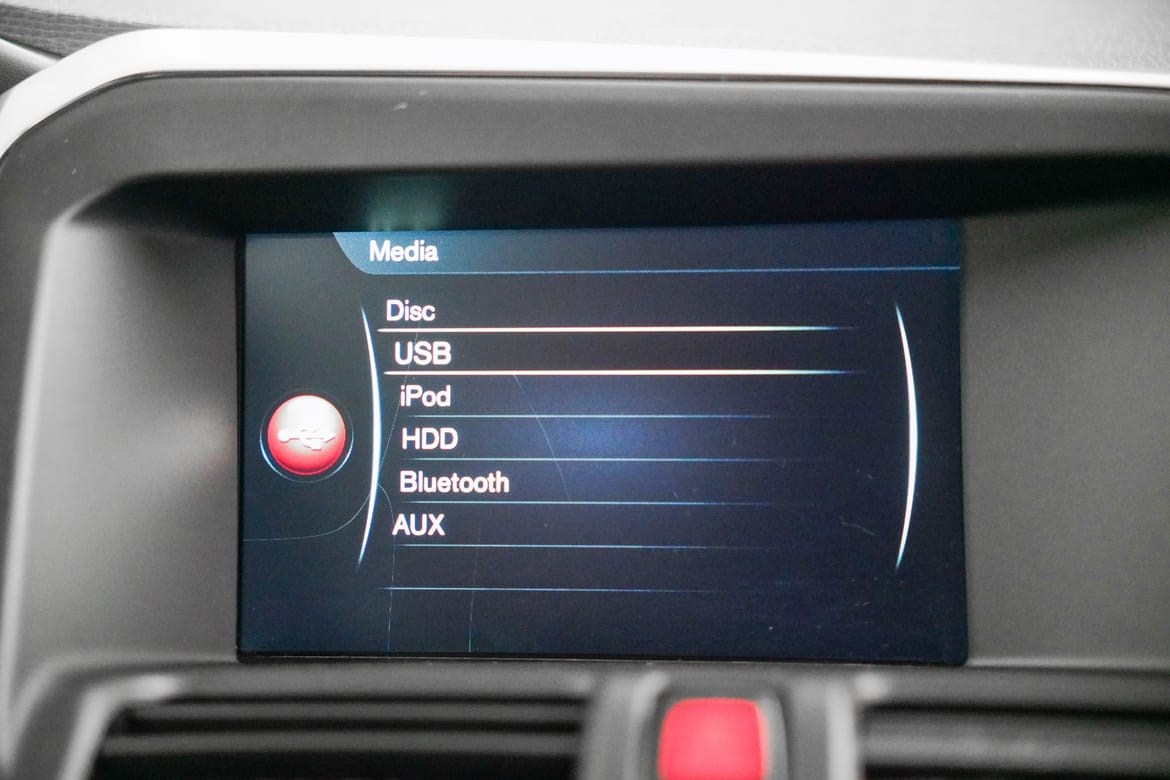 Media
Disc
USB
iPod
HDD
Bluetooth
AUX